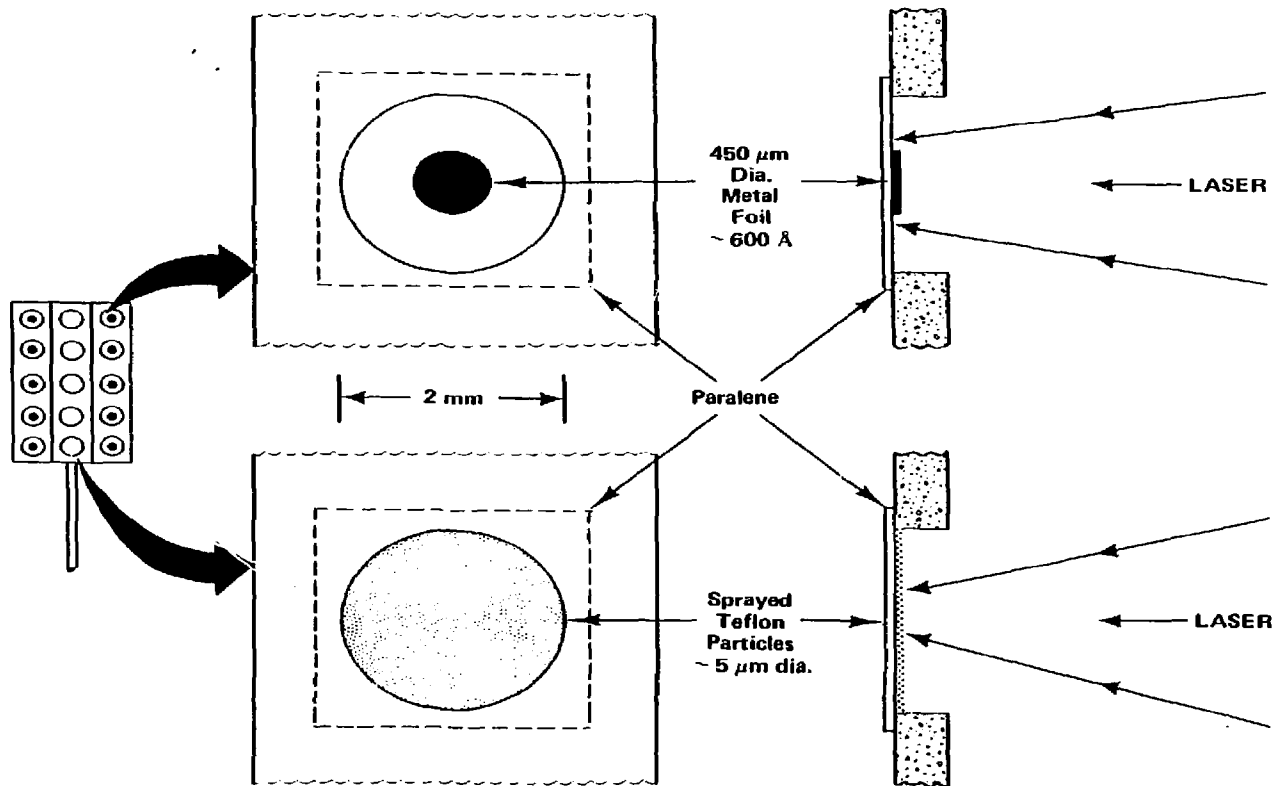 450 μm
Dia.
Metal
Foil
~ 600 Å
LASER
2 mm
Paralene
Sprayed
Teflon
Particles
~ 5 μm dia.
LASER